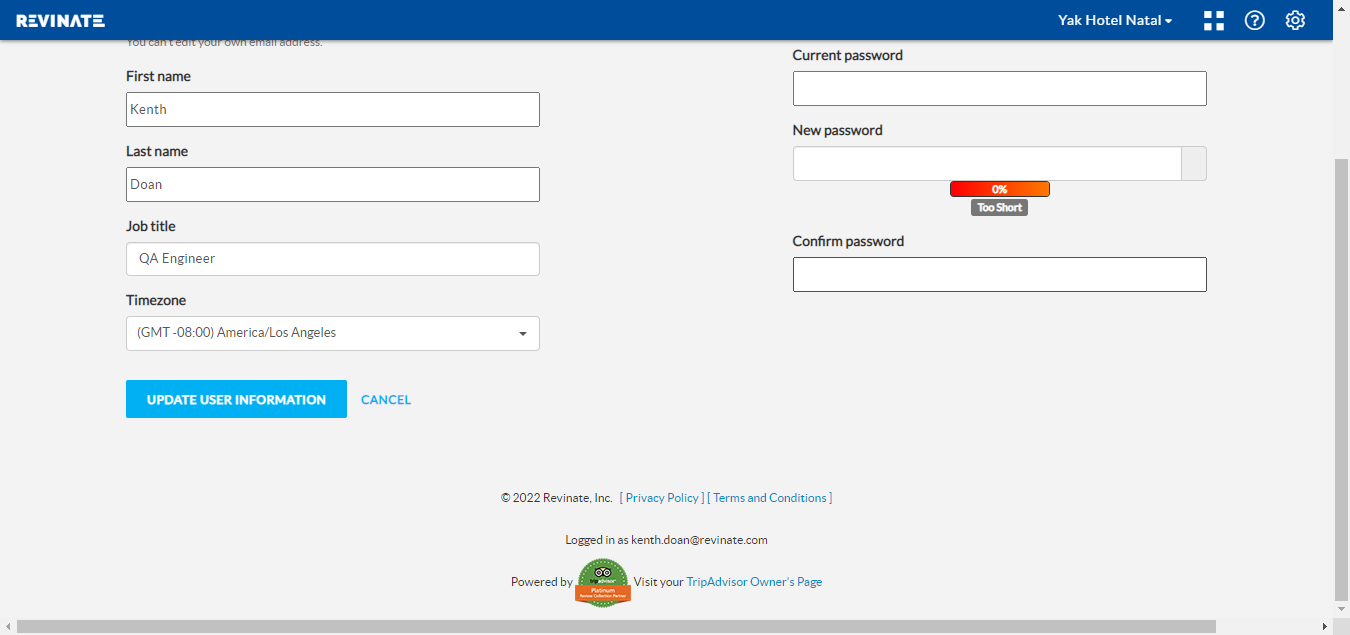 REVINATE
Yak Hotel Natal
You can't edit your own email address.
First name
Kenth
Last name
Doan
Job title
QA Engineer
Timezone
(GMT -08:00) America/Los Angeles
UPDATE USER INFORMATION CANCEL
Current password
New password
0%
Too Short
Confirm password
© 2022 Revinate, Inc. [ Privacy Policy ] [ Terms and Conditions ]
Logged in as kenth.doan@revinate.com
Powered by
tripadvisor
Platinum
Review Collection Partner
Visit your TripAdvisor Owner's Page